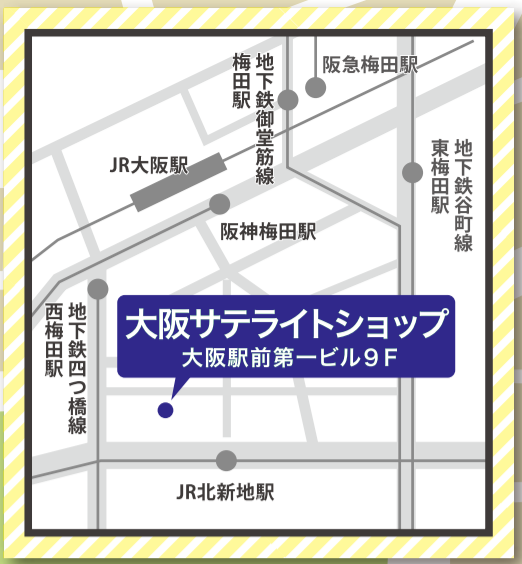 地下鉄御堂筋線
梅田駅
阪急梅田駅
JR大阪駅
地下鉄谷町線
東梅田駅
阪神梅田駅
地下鉄四つ橋線
西梅田駅
大阪サテライトショップ
大阪駅前第一ビル9F
JR北新地駅